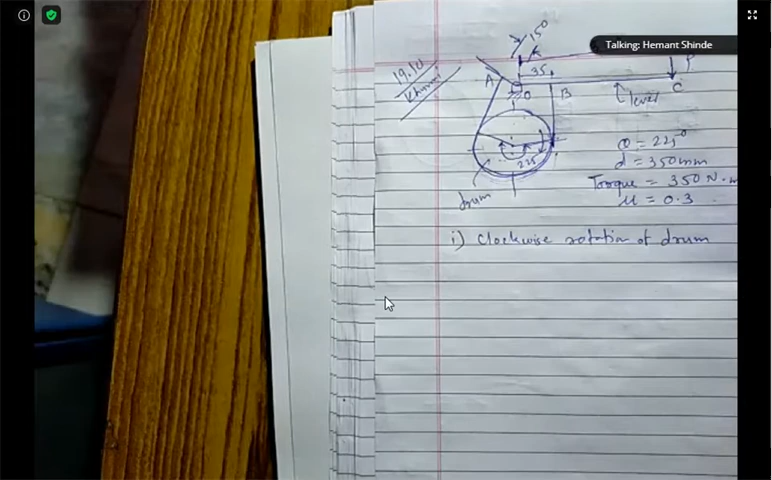 Talking: Hemant Shinde
15°
19.10
Khurmi
35
P
A
O
B
C
lever
225
drum
θ = 225°
d = 350mm
Torque = 350 N.m
μ = 0.3
i) Clockwise rotation of drum